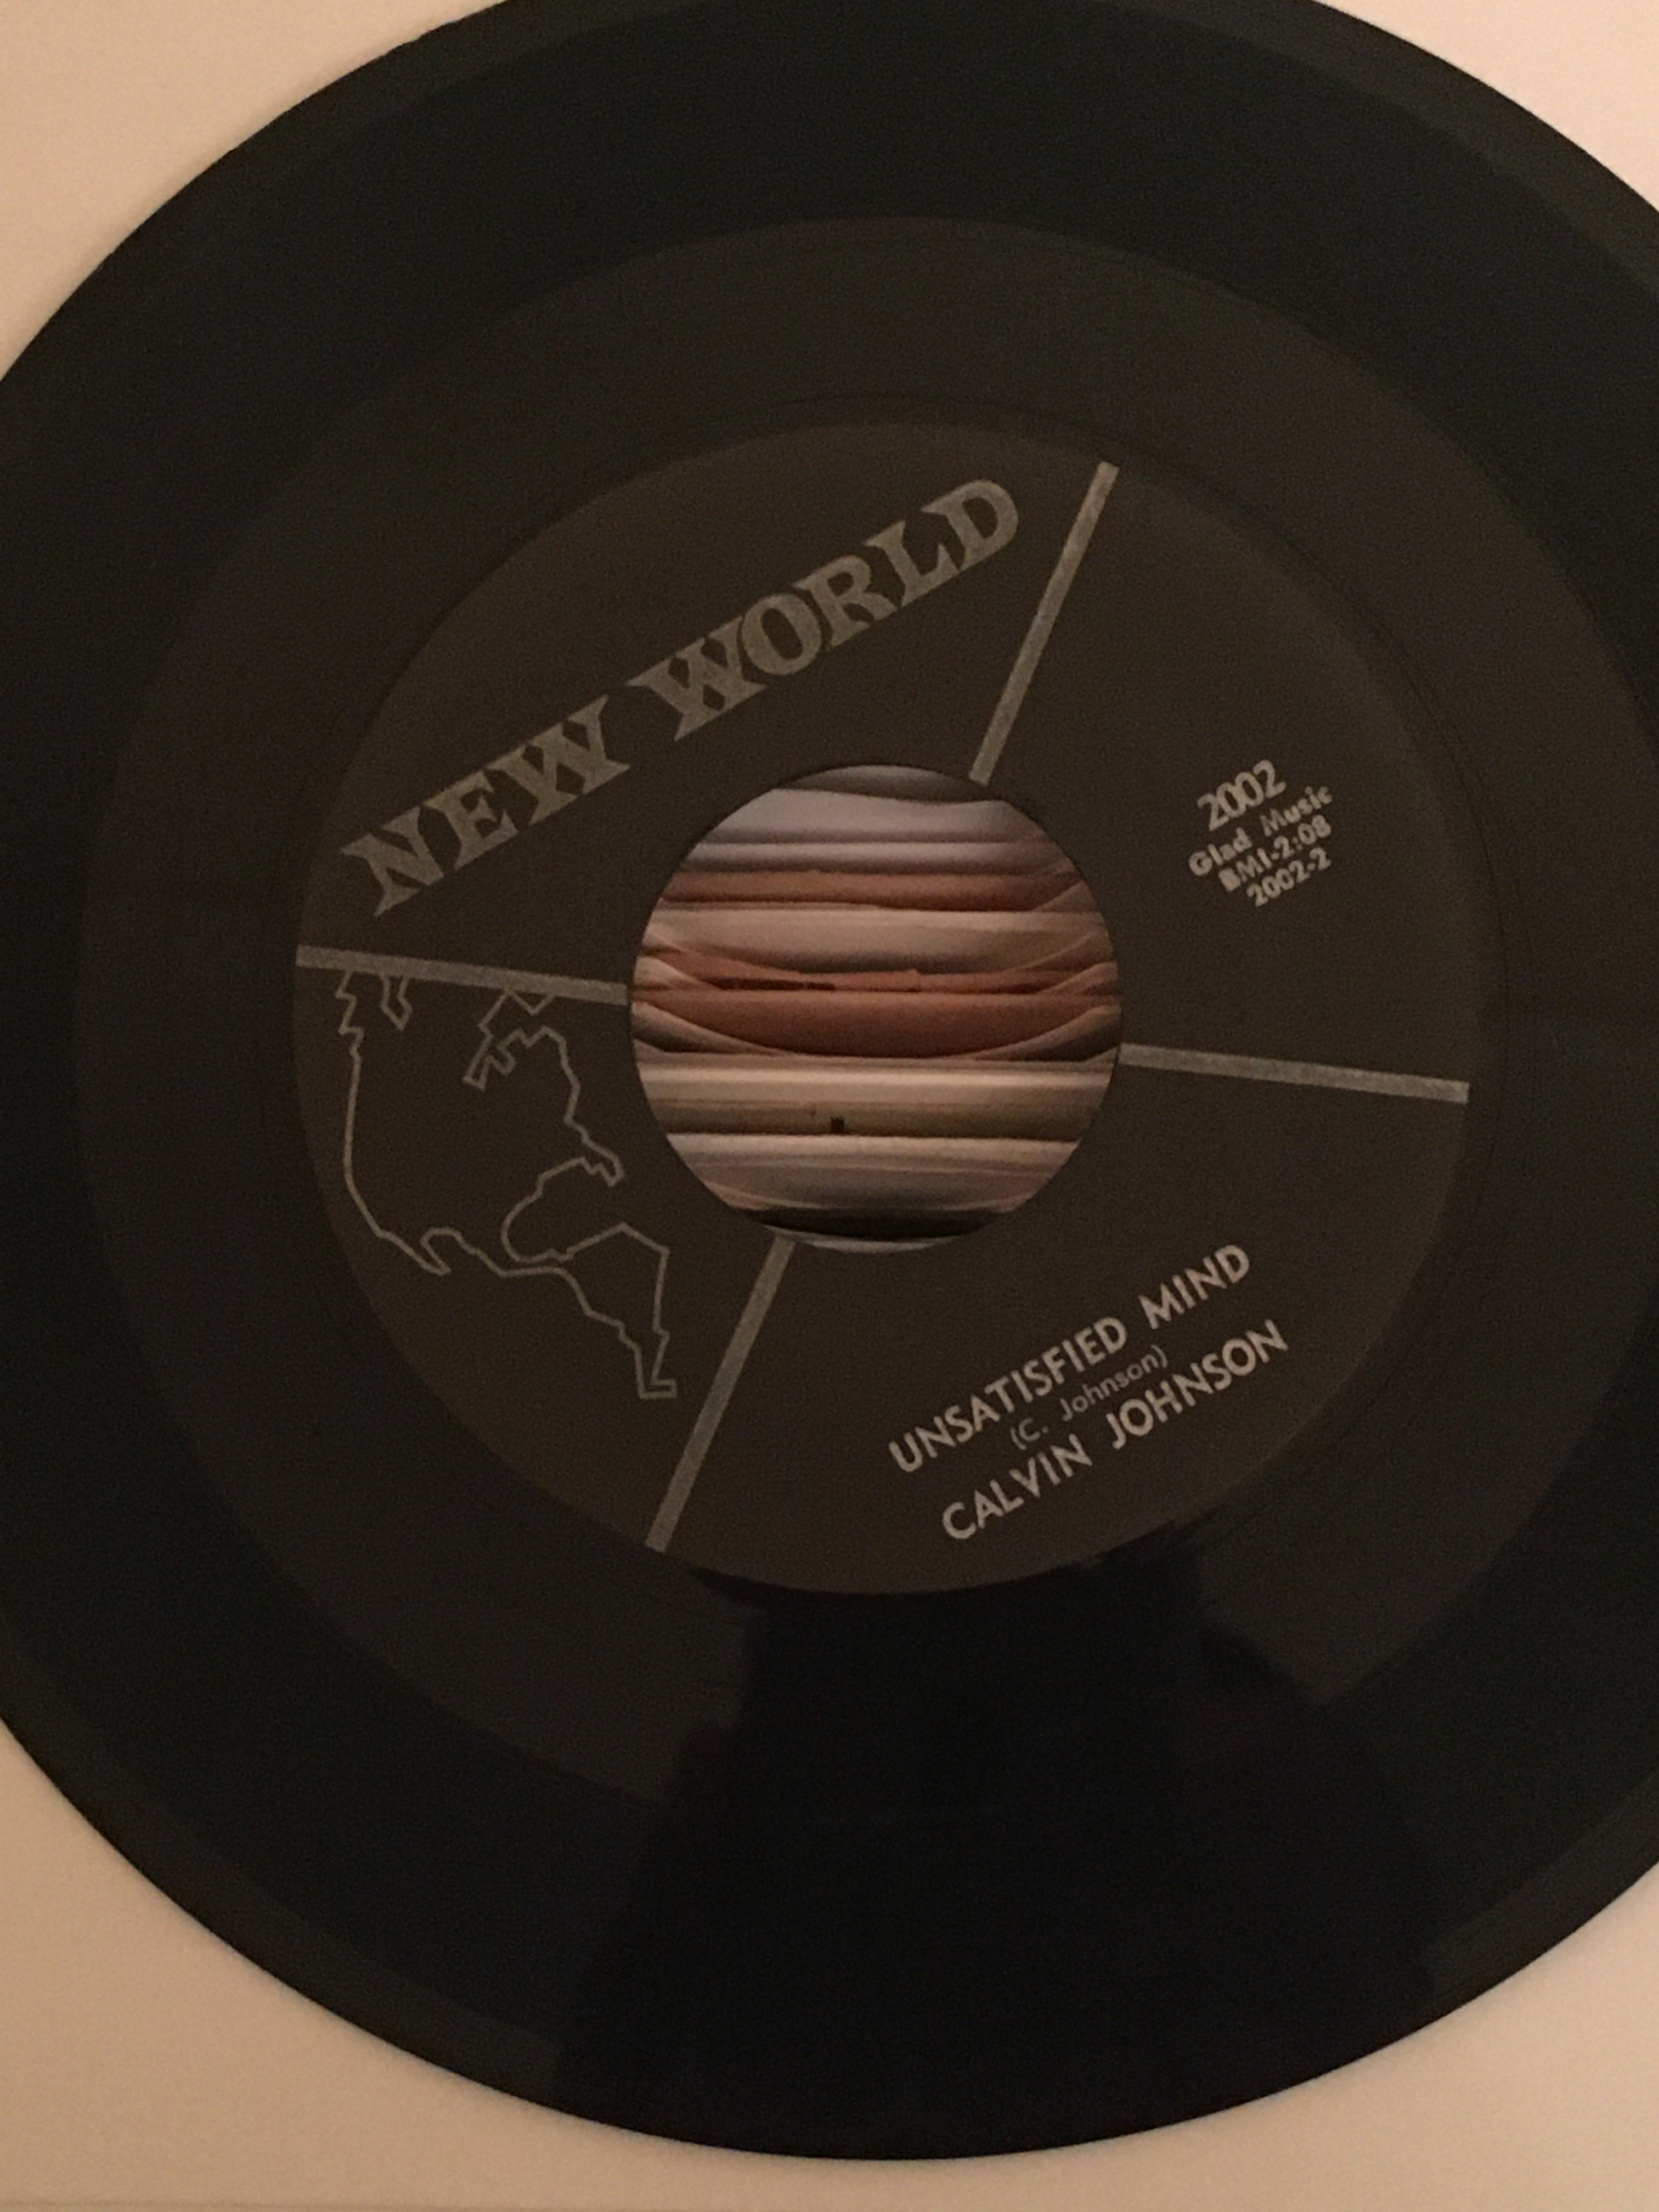 NEW WORLD
2002
Glad Music
BMI-2:08
2002-2
UNSATISFIED MIND
(C. Johnson)
CALVIN JOHNSON